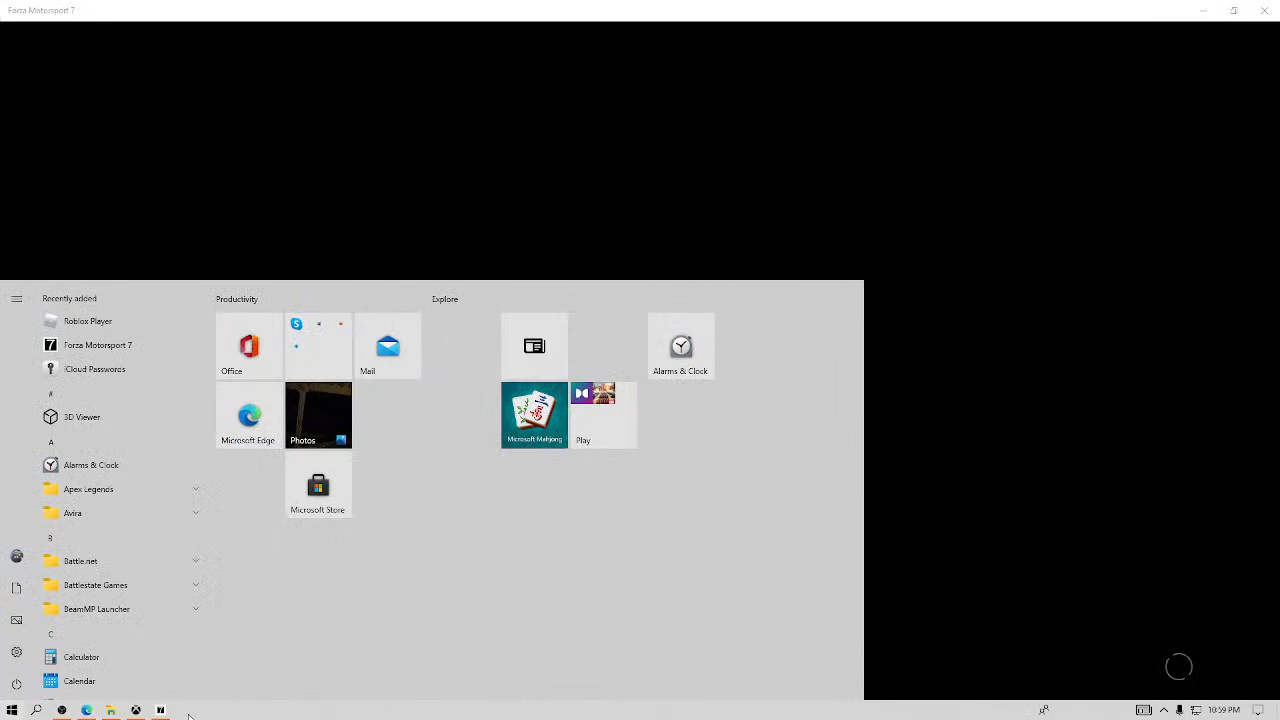 Forza Motorsport 7
Recently added
Roblox Player
Forza Motorsport 7
iCloud Passwords
#
3D Viewer
A
Alarms & Clock
Apex Legends
Avira
B
Battle.net
Battlestate Games
BeamMP Launcher
C
Calculator
Calendar
Productivity
Office
Mail
Microsoft Edge
Photos
Microsoft Store
Explore
Microsoft Mahjong
Play
Alarms & Clock
10:59 PM